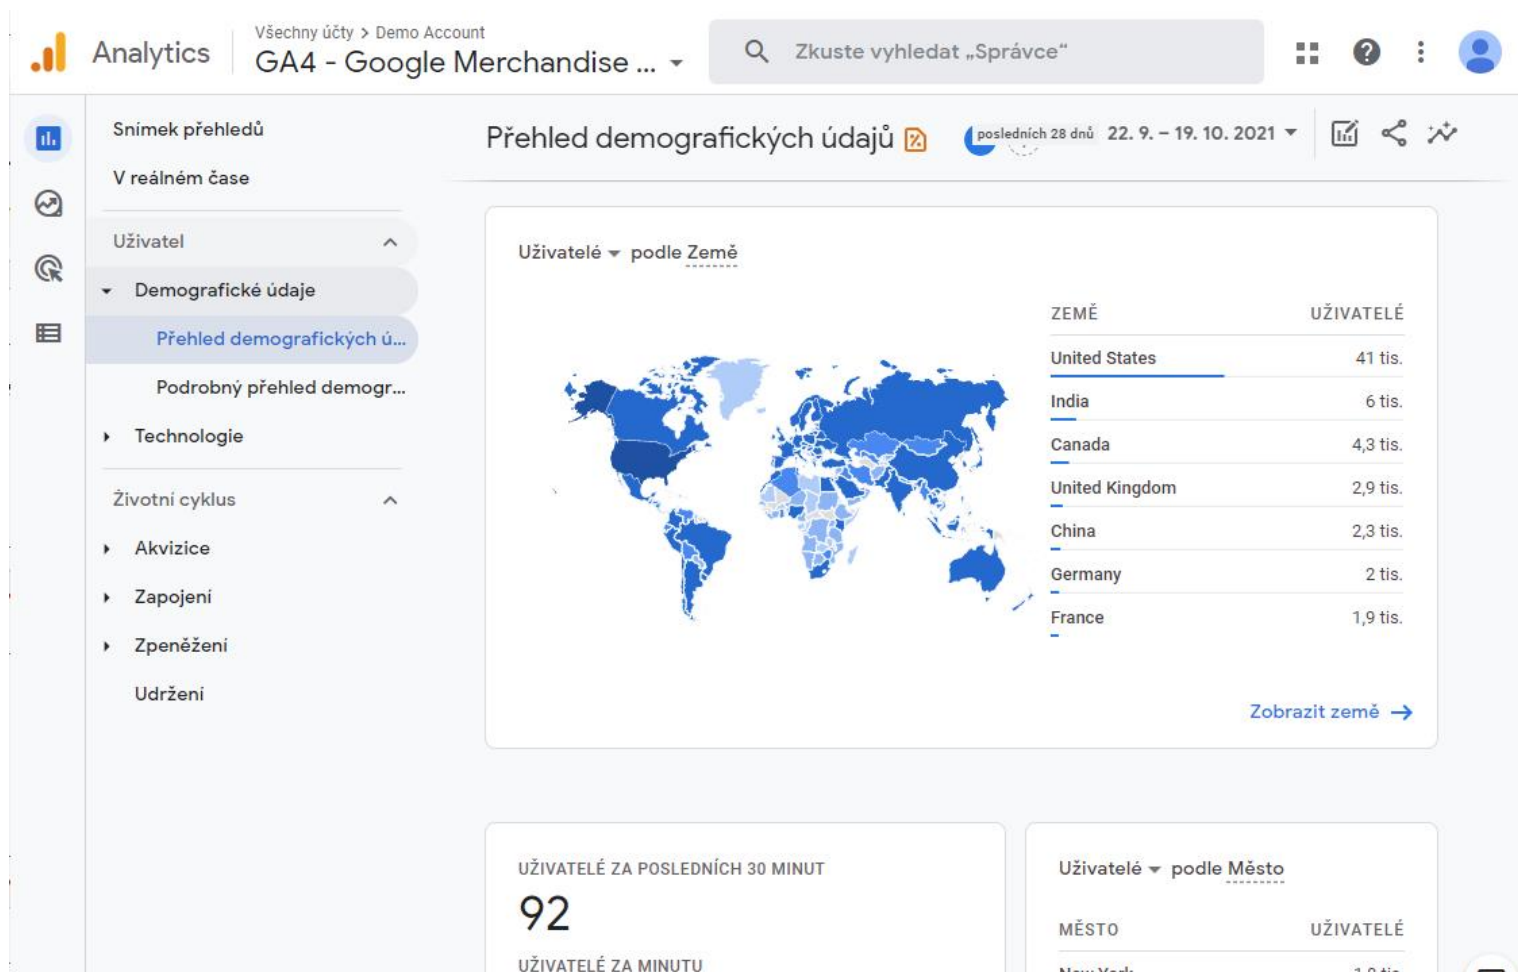 Analytics
Všechny účty > Demo Account
GA4 - Google Merchandise ...
Zkuste vyhledat „Správce“
Snímek přehledů
V reálném čase
Uživatel
Demografické údaje
Přehled demografických ú...
Podrobný přehled demogr...
Technologie
Životní cyklus
Akvizice
Zapojení
Zpeněžení
Udržení
Přehled demografických údajů
posledních 28 dnů 22. 9. – 19. 10. 2021
Uživatelé podle Země
ZEMĚ UŽIVATELÉ
United States 41 tis.
India 6 tis.
Canada 4,3 tis.
United Kingdom 2,9 tis.
China 2,3 tis.
Germany 2 tis.
France 1,9 tis.
Zobrazit země →
UŽIVATELÉ ZA POSLEDNÍCH 30 MINUT
92
UŽIVATELÉ ZA MINUTU
Uživatelé podle Město
MĚSTO UŽIVATELÉ
New York